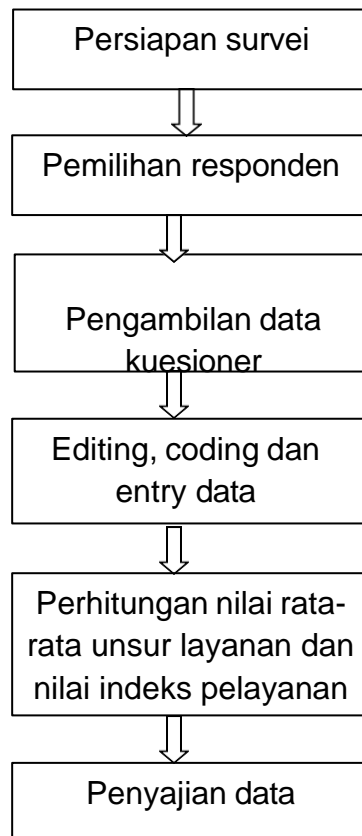 Persiapan survei
Pemilihan responden
Pengambilan data
kuesioner
Editing, coding dan
entry data
Perhitungan nilai rata-
rata unsur layanan dan
nilai indeks pelayanan
Penyajian data